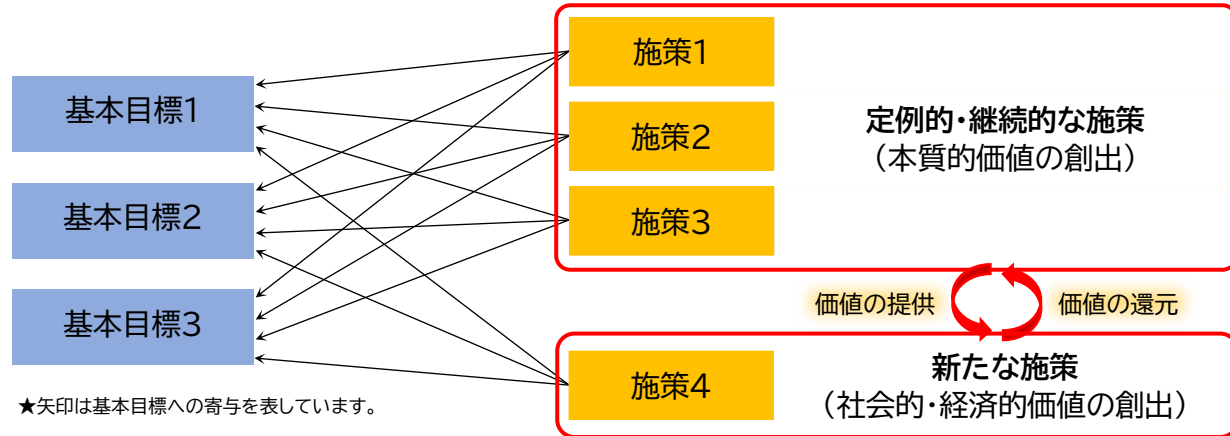 基本目標1
基本目標2
基本目標3
★矢印は基本目標への寄与を表しています。
施策1
施策2
施策3
定例的・継続的な施策
（本質的価値の創出）
価値の提供
価値の還元
施策4
新たな施策
（社会的・経済的価値の創出）